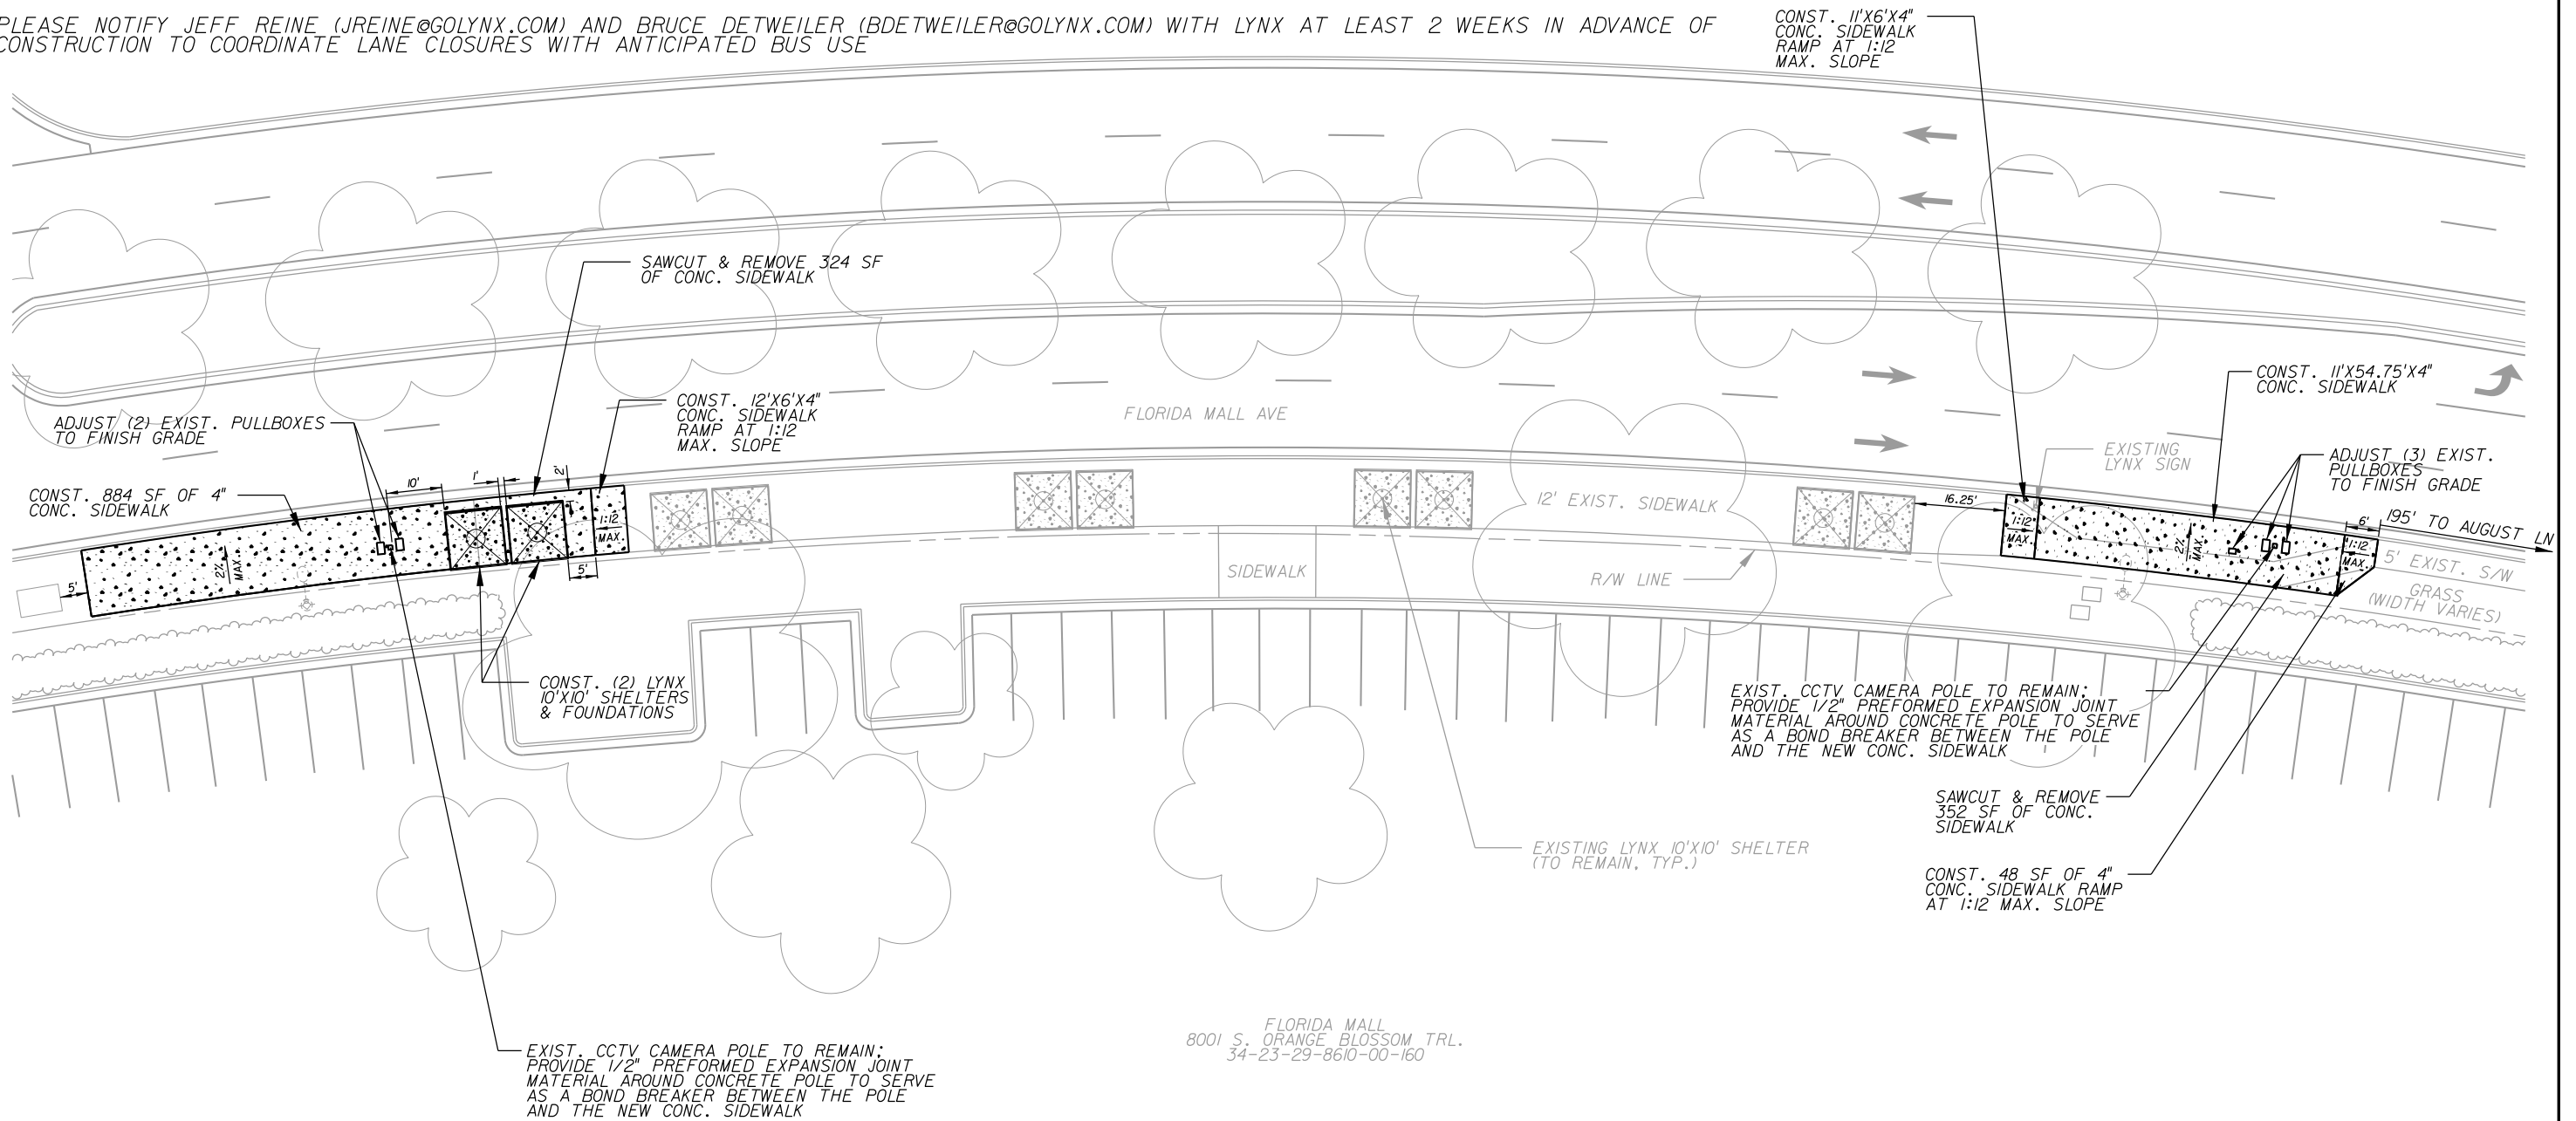 PLEASE NOTIFY JEFF REINE (JREINE@GOLYNX.COM) AND BRUCE DETWEILER (BDETWEILER@GOLYNX.COM) WITH LYNX AT LEAST 2 WEEKS IN ADVANCE OF
CONSTRUCTION TO COORDINATE LANE CLOSURES WITH ANTICIPATED BUS USE
CONST. 11'X6'X4"
CONC. SIDEWALK
RAMP AT 1:12
MAX. SLOPE
SAWCUT & REMOVE 324 SF
OF CONC. SIDEWALK
CONST. 12'X6'X4"
CONC. SIDEWALK
RAMP AT 1:12
MAX. SLOPE
FLORIDA MALL AVE
CONST. 11'X54.75'X4"
CONC. SIDEWALK
ADJUST (2) EXIST. PULLBOXES
TO FINISH GRADE
EXISTING
LYNX SIGN
ADJUST (3) EXIST.
PULLBOXES
TO FINISH GRADE
CONST. 884 SF OF 4"
CONC. SIDEWALK
10'
1'
2'
1:12
MAX.
5'
5'
2%
MAX.
12' EXIST. SIDEWALK
16.25'
1:12
MAX.
2%
MAX.
6'
1:12
MAX.
195' TO AUGUST LN
5' EXIST. S/W
GRASS
(WIDTH VARIES)
SIDEWALK
R/W LINE
CONST. (2) LYNX
10'X10' SHELTERS
& FOUNDATIONS
EXIST. CCTV CAMERA POLE TO REMAIN;
PROVIDE 1/2" PREFORMED EXPANSION JOINT
MATERIAL AROUND CONCRETE POLE TO SERVE
AS A BOND BREAKER BETWEEN THE POLE
AND THE NEW CONC. SIDEWALK
SAWCUT & REMOVE
352 SF OF CONC.
SIDEWALK
EXISTING LYNX 10'X10' SHELTER
(TO REMAIN, TYP.)
CONST. 48 SF OF 4"
CONC. SIDEWALK RAMP
AT 1:12 MAX. SLOPE
FLORIDA MALL
8001 S. ORANGE BLOSSOM TRL.
34-23-29-8610-00-160
EXIST. CCTV CAMERA POLE TO REMAIN;
PROVIDE 1/2" PREFORMED EXPANSION JOINT
MATERIAL AROUND CONCRETE POLE TO SERVE
AS A BOND BREAKER BETWEEN THE POLE
AND THE NEW CONC. SIDEWALK